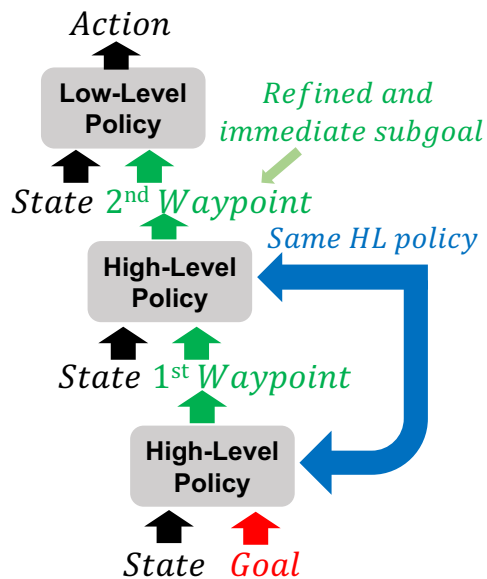 Action
Low-Level
Policy
Refined and
immediate subgoal
State 2nd Waypoint
Same HL policy
High-Level
Policy
State 1st Waypoint
High-Level
Policy
State Goal